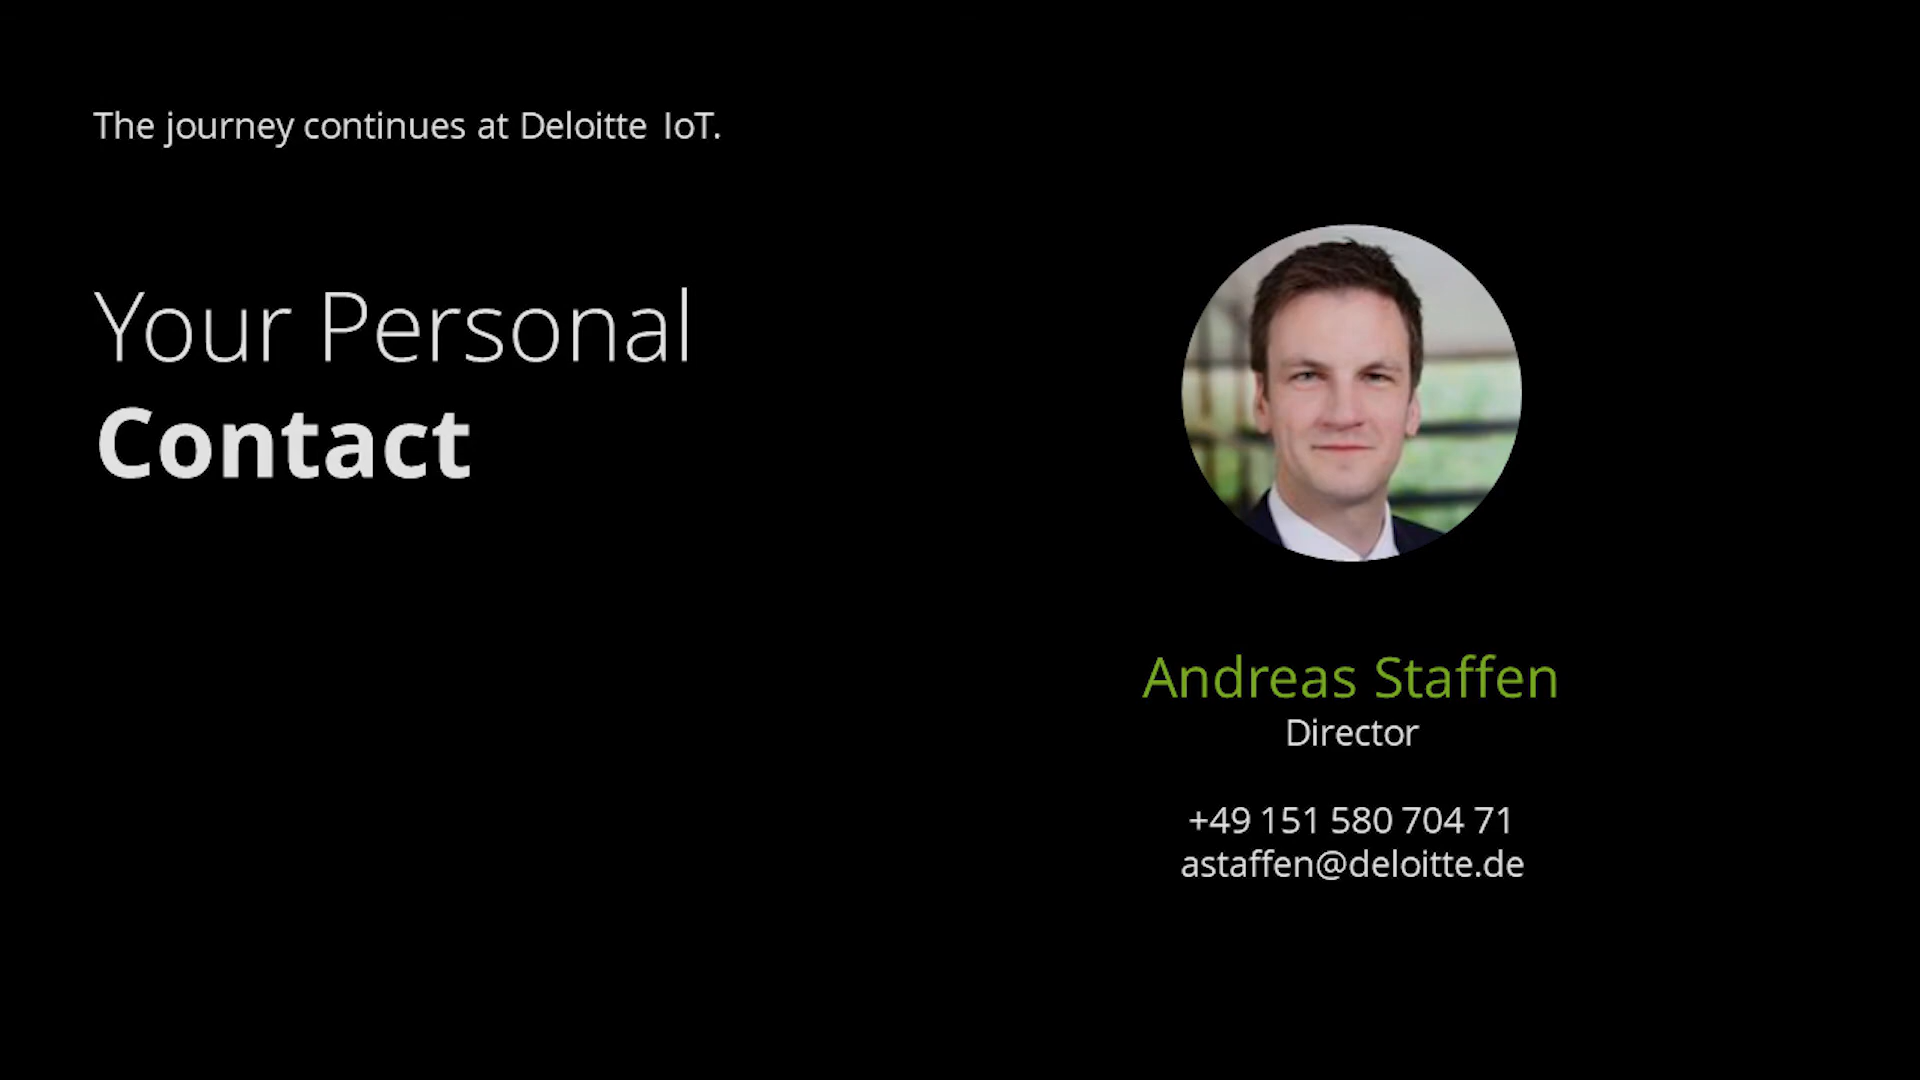 The journey continues at Deloitte IoT.
Your Personal
Contact
Andreas Staffen
Director
+49 151 580 704 71
astaffen@deloitte.de